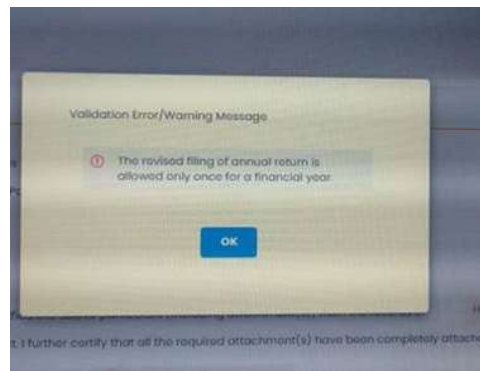 Validation Error/Warning Message
The revised filing of annual return is
allowed only once for a financial year.
OK
t. I further certify that all the required attachment(s) have been completely attach